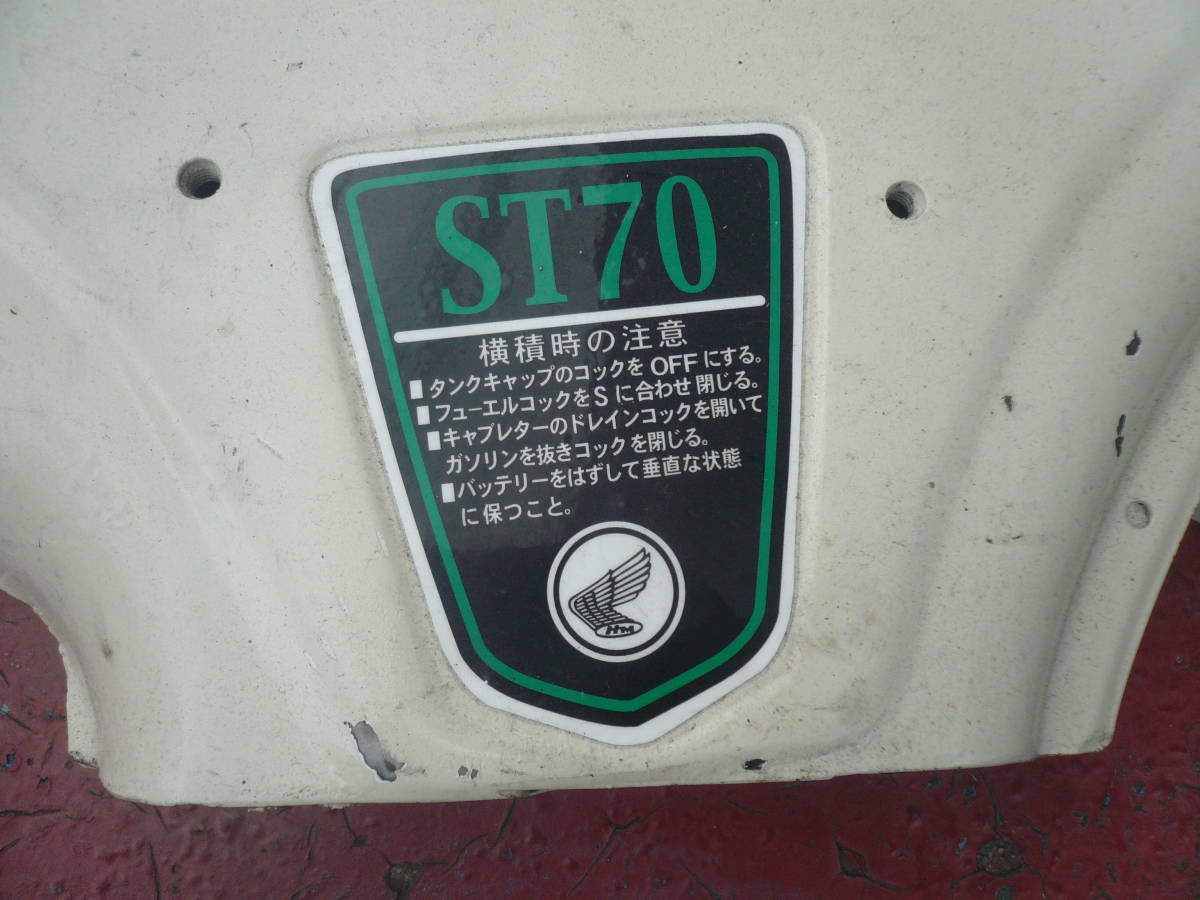 ST70
横積時の注意
■タンクキャップのコックを OFF にする。
■フューエルコックを S に合わせ閉じる。
■キャブレターのドレインコックを開いて
ガソリンを抜きコックを閉じる。
■バッテリーをはずして垂直な状態
に保つこと。
HM